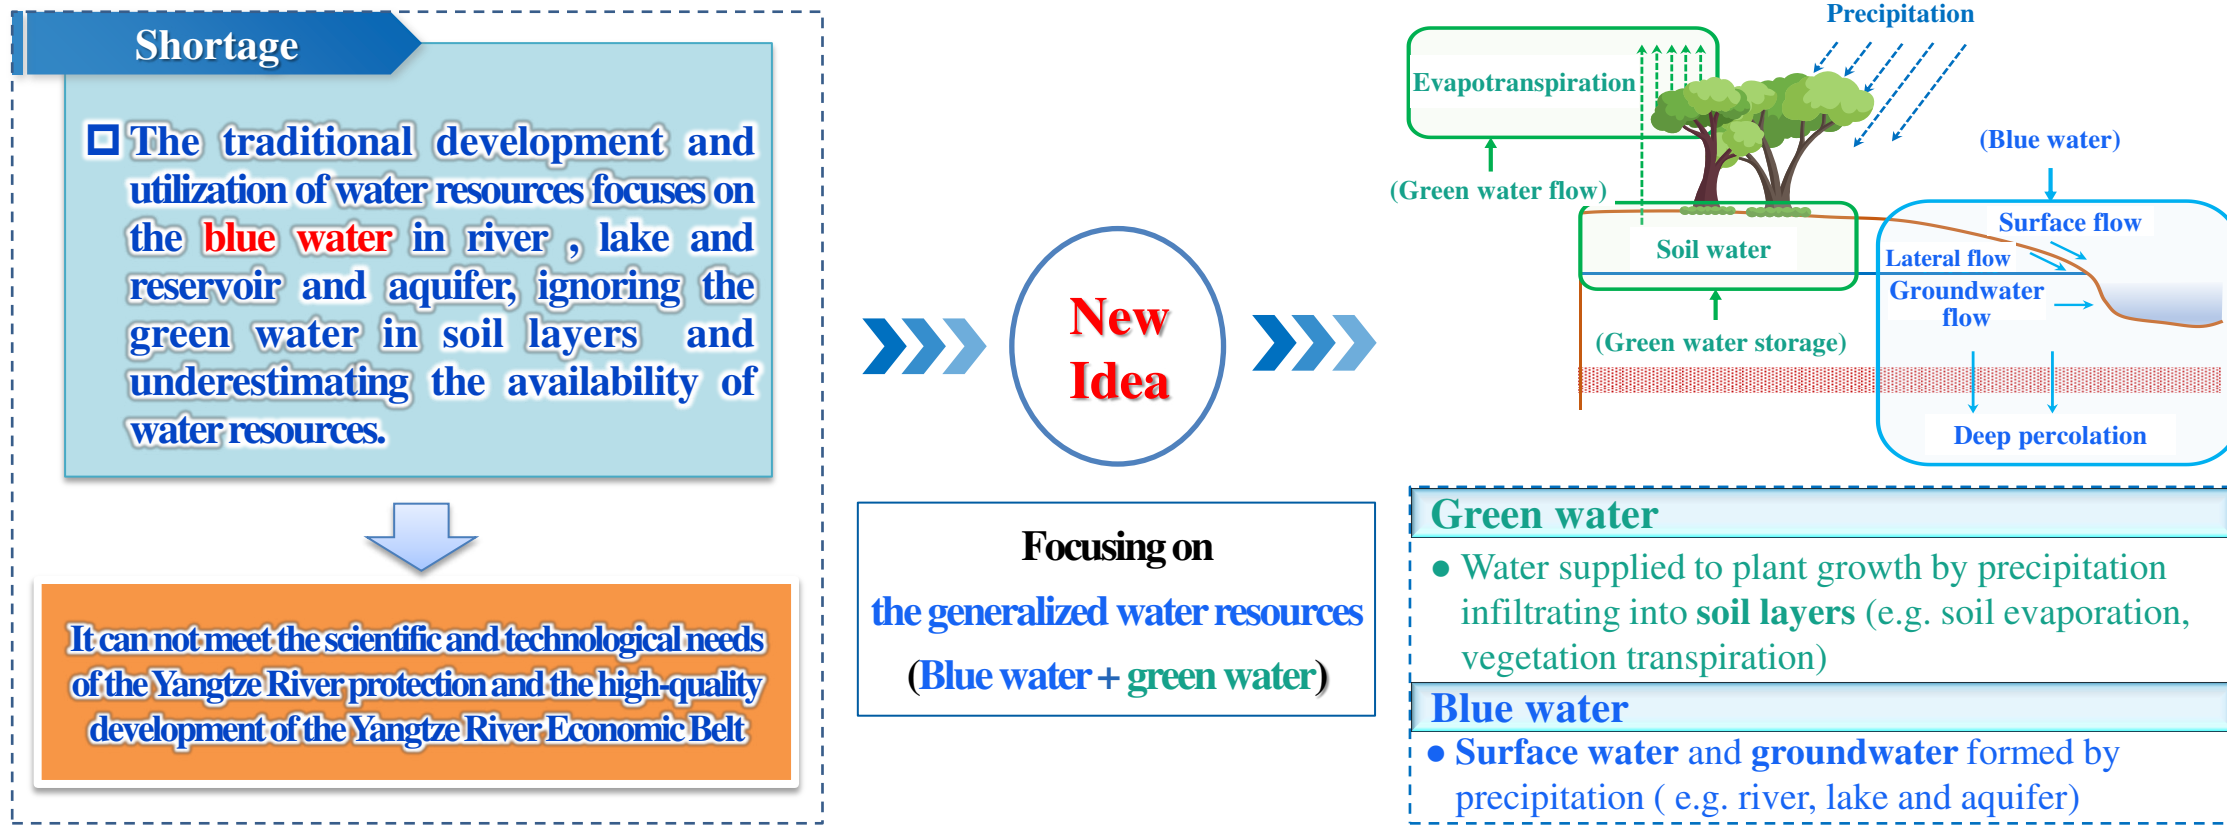 Shortage
The traditional development and
utilization of water resources focuses on
the blue water in river , lake and
reservoir and aquifer, ignoring the
green water in soil layers and
underestimating the availability of
water resources.
It can not meet the scientific and technological needs
of the Yangtze River protection and the high-quality
development of the Yangtze River Economic Belt
New
Idea
Focusing on
the generalized water resources
(Blue water + green water)
Precipitation
Evapotranspiration
(Blue water)
(Green water flow)
Surface flow
Soil water
Lateral flow
Groundwater
flow
(Green water storage)
Deep percolation
Green water
● Water supplied to plant growth by precipitation
infiltrating into soil layers (e.g. soil evaporation,
vegetation transpiration)
Blue water
● Surface water and groundwater formed by
precipitation ( e.g. river, lake and aquifer)